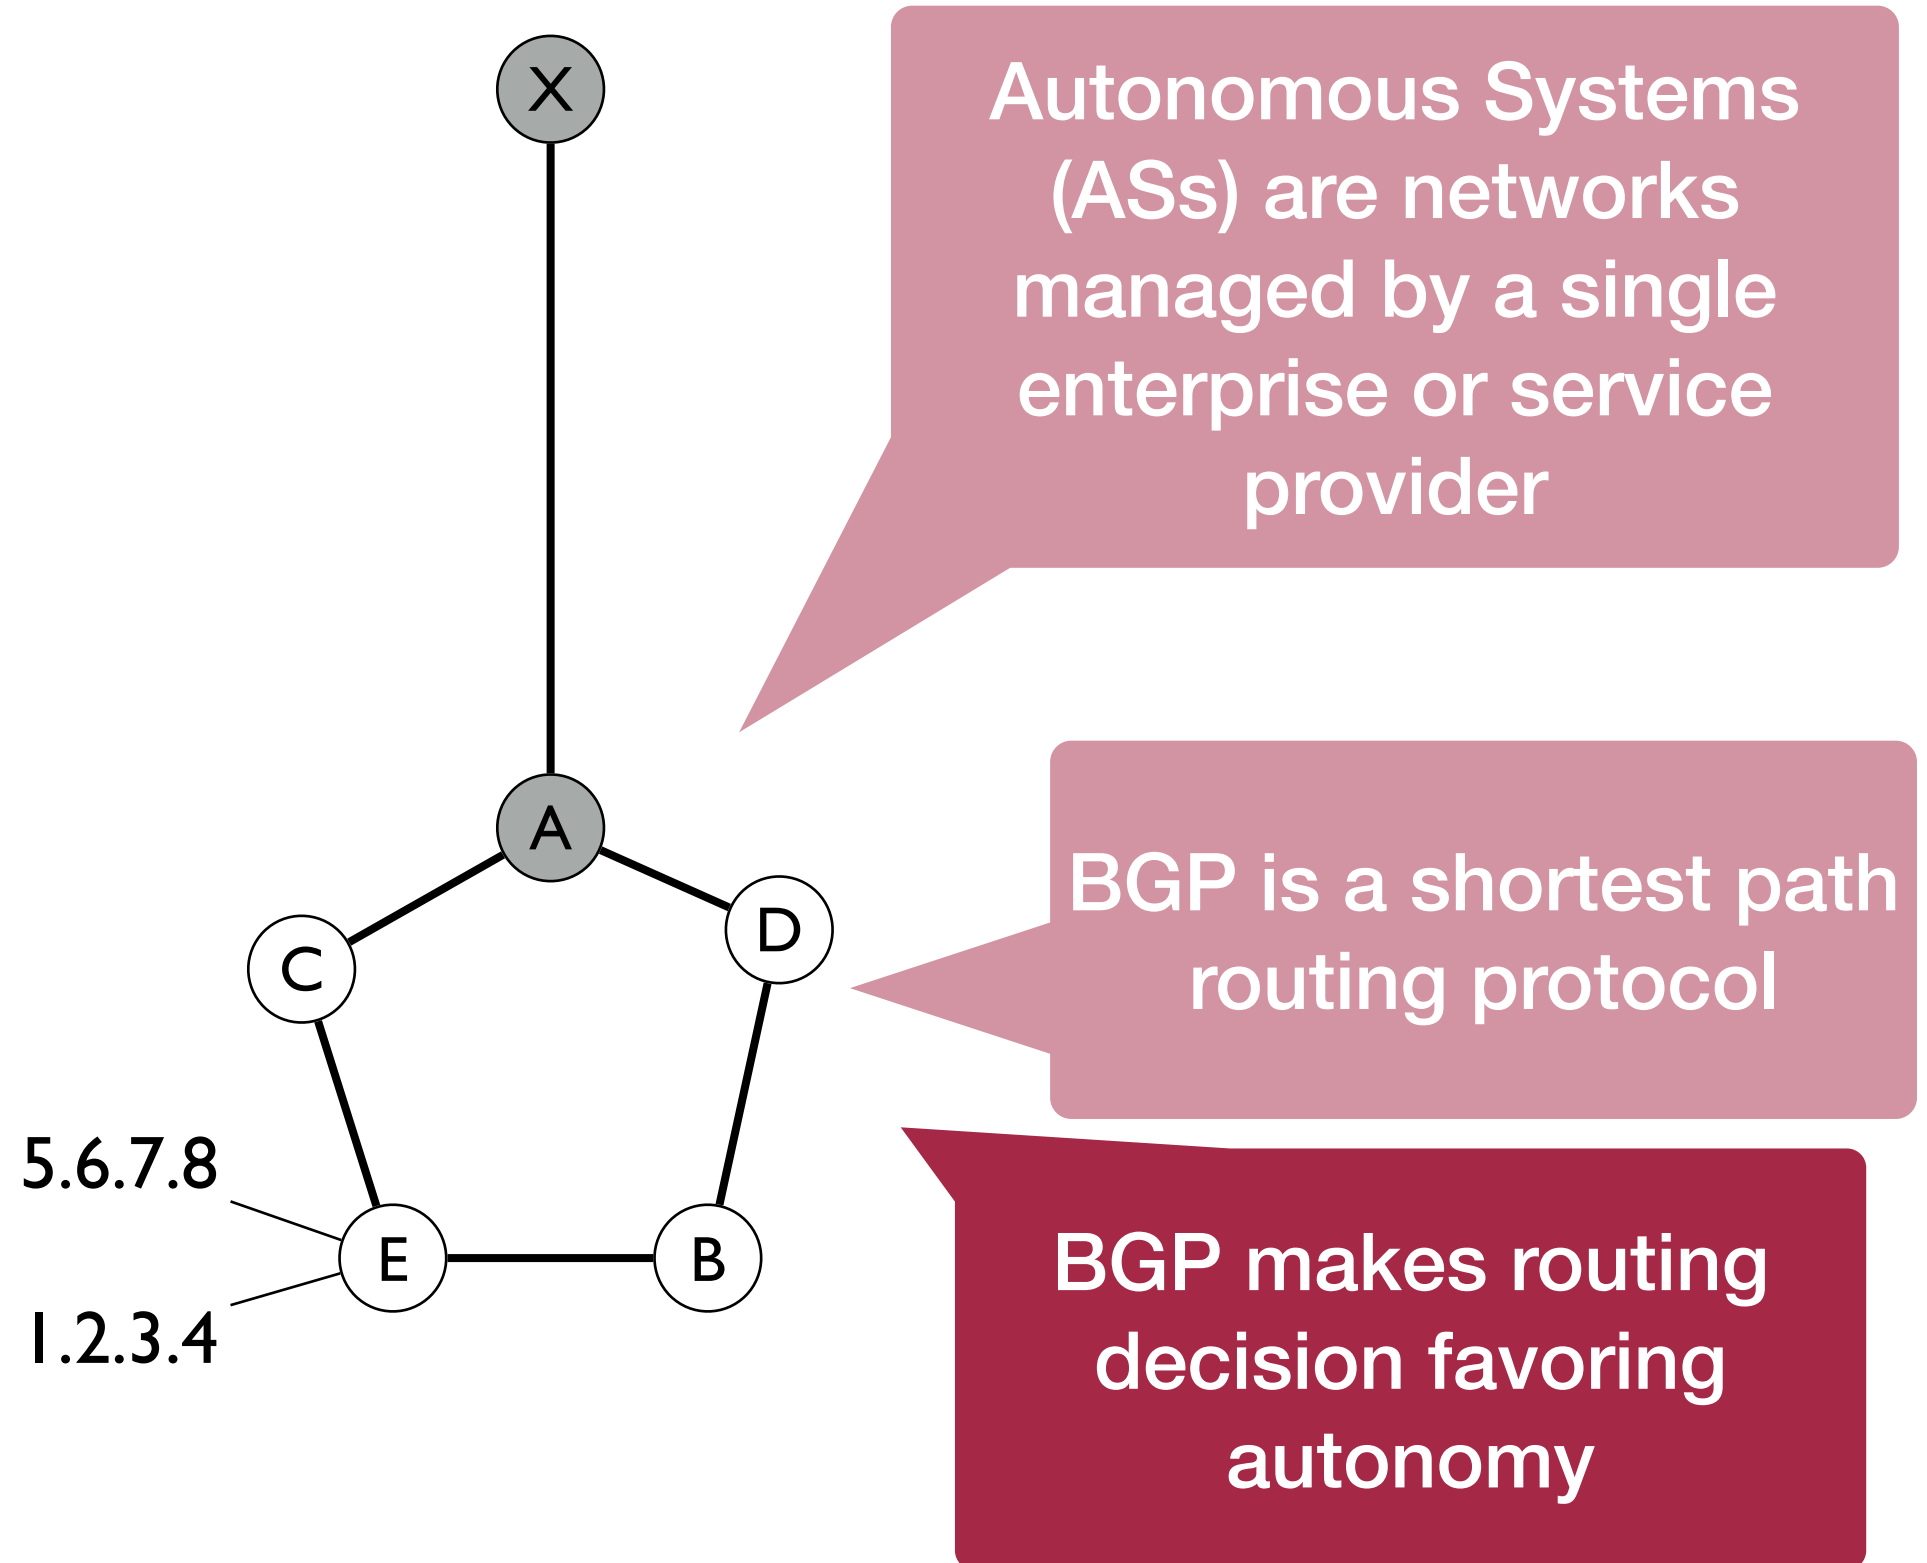 X
Autonomous Systems
(ASs) are networks
managed by a single
enterprise or service
provider
A
D
C
BGP is a shortest path
routing protocol
5.6.7.8
E
B
1.2.3.4
BGP makes routing
decision favoring
autonomy